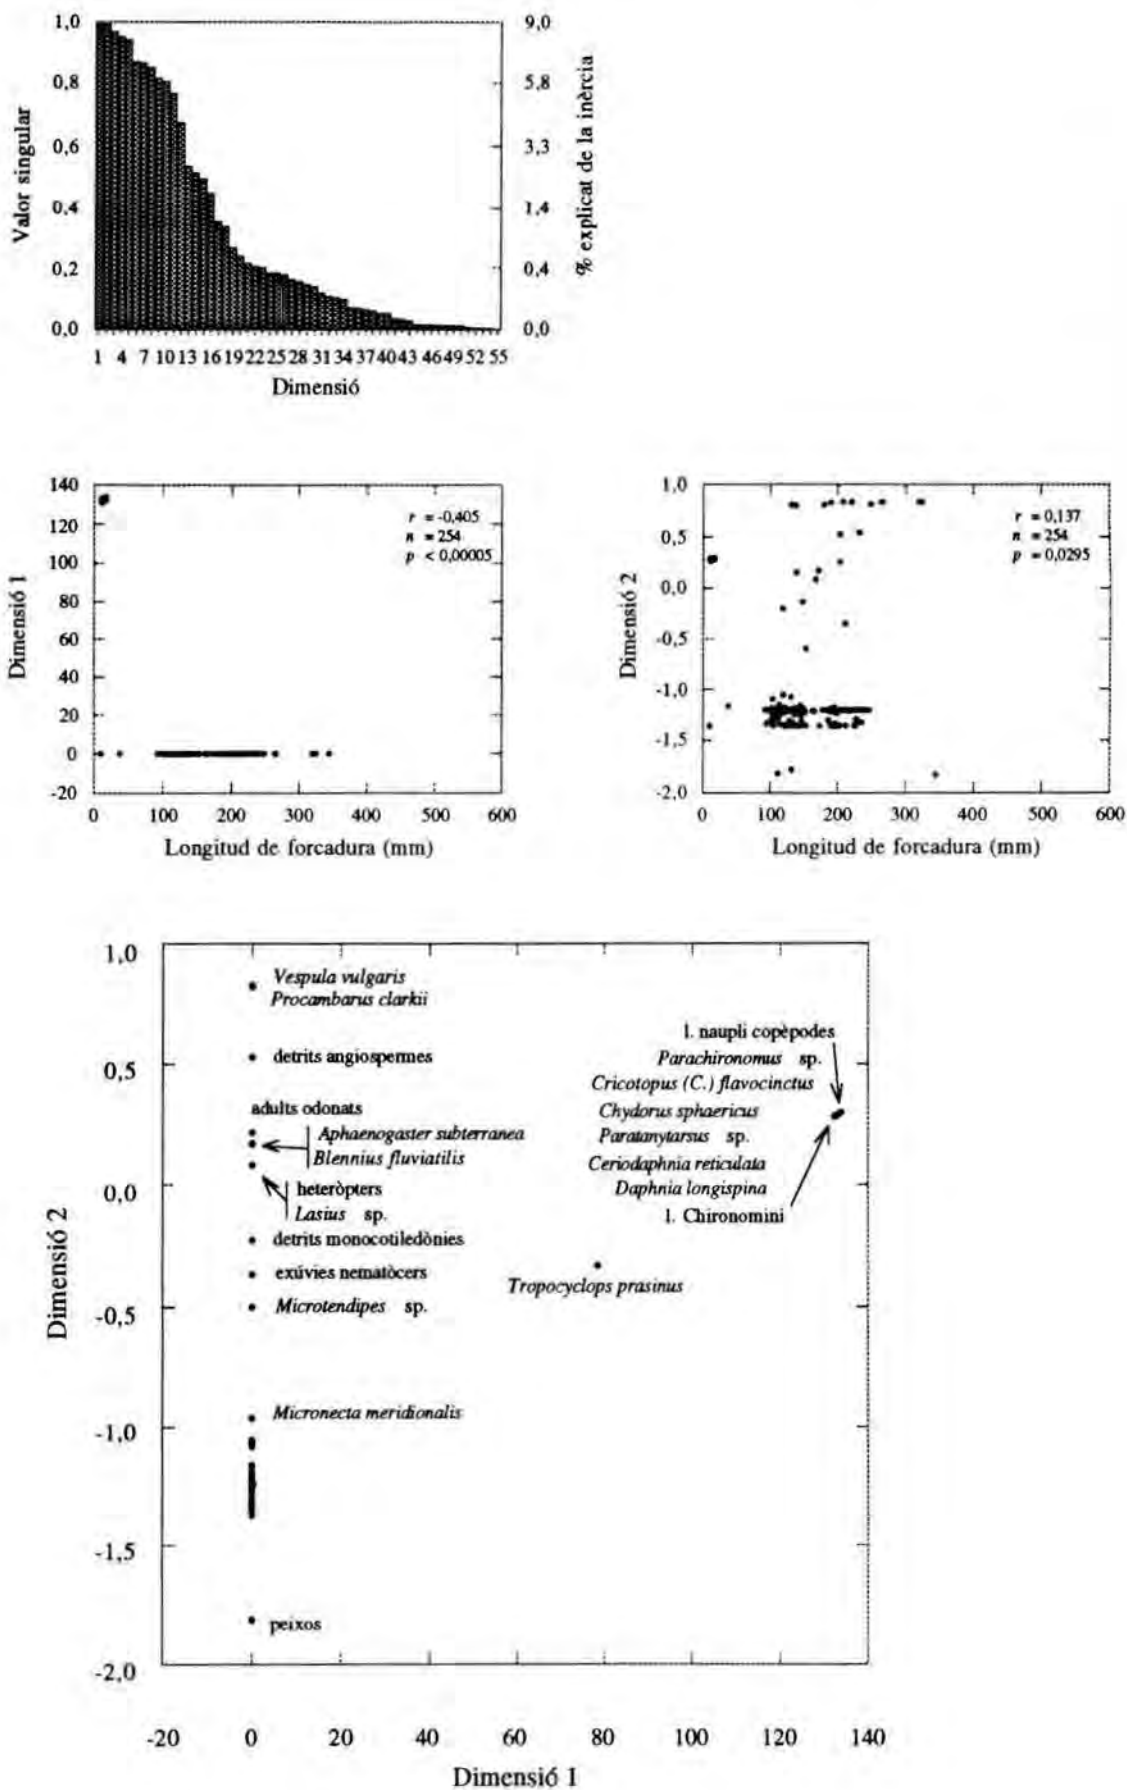 1,0
0,8
0,6
0,4
0,2
0,0
Valor singular
9,0
5,8
3,3
1,4
0,4
0,0
% explicat de la inèrcia
1 4 7 10 13 16 19 22 25 28 31 34 37 40 43 46 49 52 55
Dimensió
140
120
100
80
60
40
20
0
-20
Dimensió 1
r = -0,405
n = 254
p < 0,00005
0 100 200 300 400 500 600
Longitud de forcadura (mm)
1,0
0,5
0,0
-0,5
-1,0
-1,5
-2,0
Dimensió 2
r = 0,137
n = 254
p = 0,0295
0 100 200 300 400 500 600
Longitud de forcadura (mm)
1,0
0,5
0,0
-0,5
-1,0
-1,5
-2,0
Dimensió 2
Vespula vulgaris
Procambarus clarkii
detrits angiospermes
adults odonats
Aphaenogaster subterranea
Blennius fluviatilis
heteròpters
Lasius sp.
detrits monocotiledònies
exúvies nematòcers
Microtendipes sp.
Micronecta meridionalis
peixos
l. naupli copèpodes
Parachironomus sp.
Cricotopus (C.) flavocinctus
Chydorus sphaericus
Paratanytarsus sp.
Ceriodaphnia reticulata
Daphnia longispina
l. Chironomini
Tropocyclops prasinus
-20 0 20 40 60 80 100 120 140
Dimensió 1